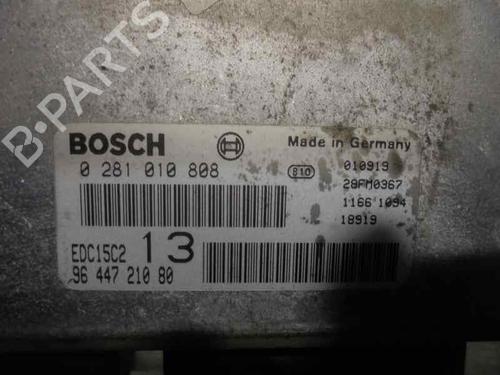 B-PARTS
BOSCH
Made in Germany
0 281 010 808
810
010919
28FM0367
1166 1094
18919
EDC15C2 13
96 447 210 80